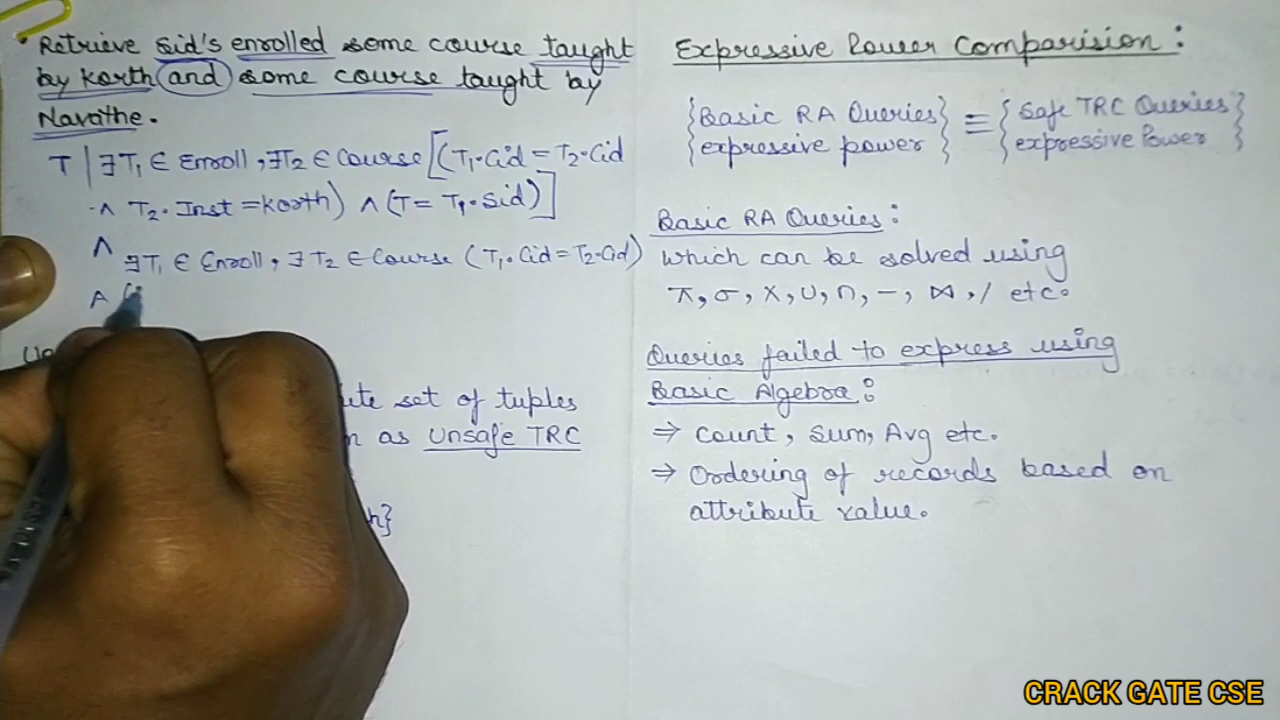 • Retrieve sid's enrolled some course taught
by Korth and some course taught by
Navathe.
T | ∃T₁ ∈ Enroll, ∃T₂ ∈ Course [(T₁.Cid = T₂.Cid
∧ T₂.Inst = Korth) ∧ (T = T₁.Sid)]
∧ ∃T₁ ∈ Enroll, ∃T₂ ∈ Course (T₁.Cid = T₂.Cid)
∧ (
set of tuples
as Unsafe TRC
Expressive Power Comparision:
{Basic RA Queries expressive power} ≡ {Safe TRC Queries expressive Power}
Basic RA Queries:
Which can be solved using
π, σ, X, ∪, ∩, −, ⋈, / etc.
Queries failed to express using
Basic Algebra:
⇒ Count, Sum, Avg etc.
⇒ Ordering of records based on
attribute value.
CRACK GATE CSE